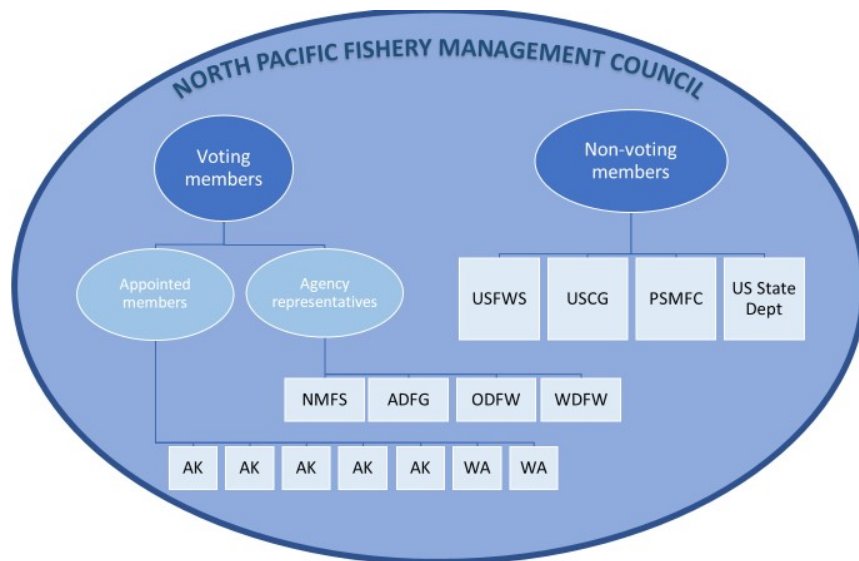 NORTH PACIFIC FISHERY MANAGEMENT COUNCIL
Voting
members
Non-voting
members
Appointed
members
Agency
representatives
USFWS
USCG
PSMFC
US State
Dept
NMFS
ADFG
ODFW
WDFW
AK
AK
AK
AK
AK
WA
WA